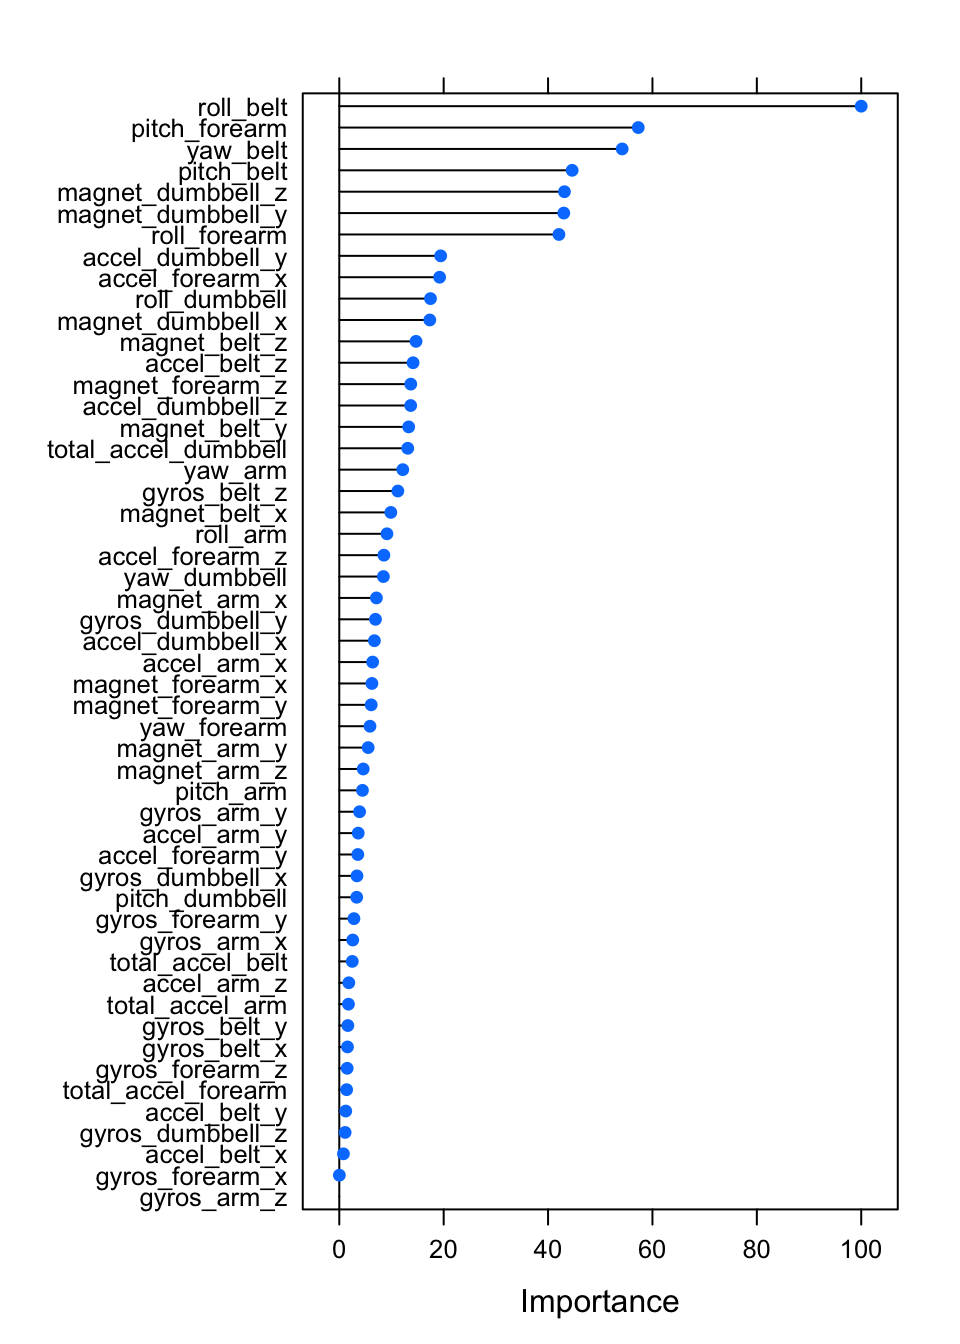 roll_belt
pitch_forearm
yaw_belt
pitch_belt
magnet_dumbbell_z
magnet_dumbbell_y
roll_forearm
accel_dumbbell_y
accel_forearm_x
roll_dumbbell
magnet_dumbbell_x
magnet_belt_z
accel_belt_z
magnet_forearm_z
accel_dumbbell_z
magnet_belt_y
total_accel_dumbbell
yaw_arm
gyros_belt_z
magnet_belt_x
roll_arm
accel_forearm_z
yaw_dumbbell
magnet_arm_x
gyros_dumbbell_y
accel_dumbbell_x
accel_arm_x
magnet_forearm_x
magnet_forearm_y
yaw_forearm
magnet_arm_y
magnet_arm_z
pitch_arm
gyros_arm_y
accel_arm_y
accel_forearm_y
gyros_dumbbell_x
pitch_dumbbell
gyros_forearm_y
gyros_arm_x
total_accel_belt
accel_arm_z
total_accel_arm
gyros_belt_y
gyros_belt_x
gyros_forearm_z
total_accel_forearm
accel_belt_y
gyros_dumbbell_z
accel_belt_x
gyros_forearm_x
gyros_arm_z
0 20 40 60 80 100
Importance